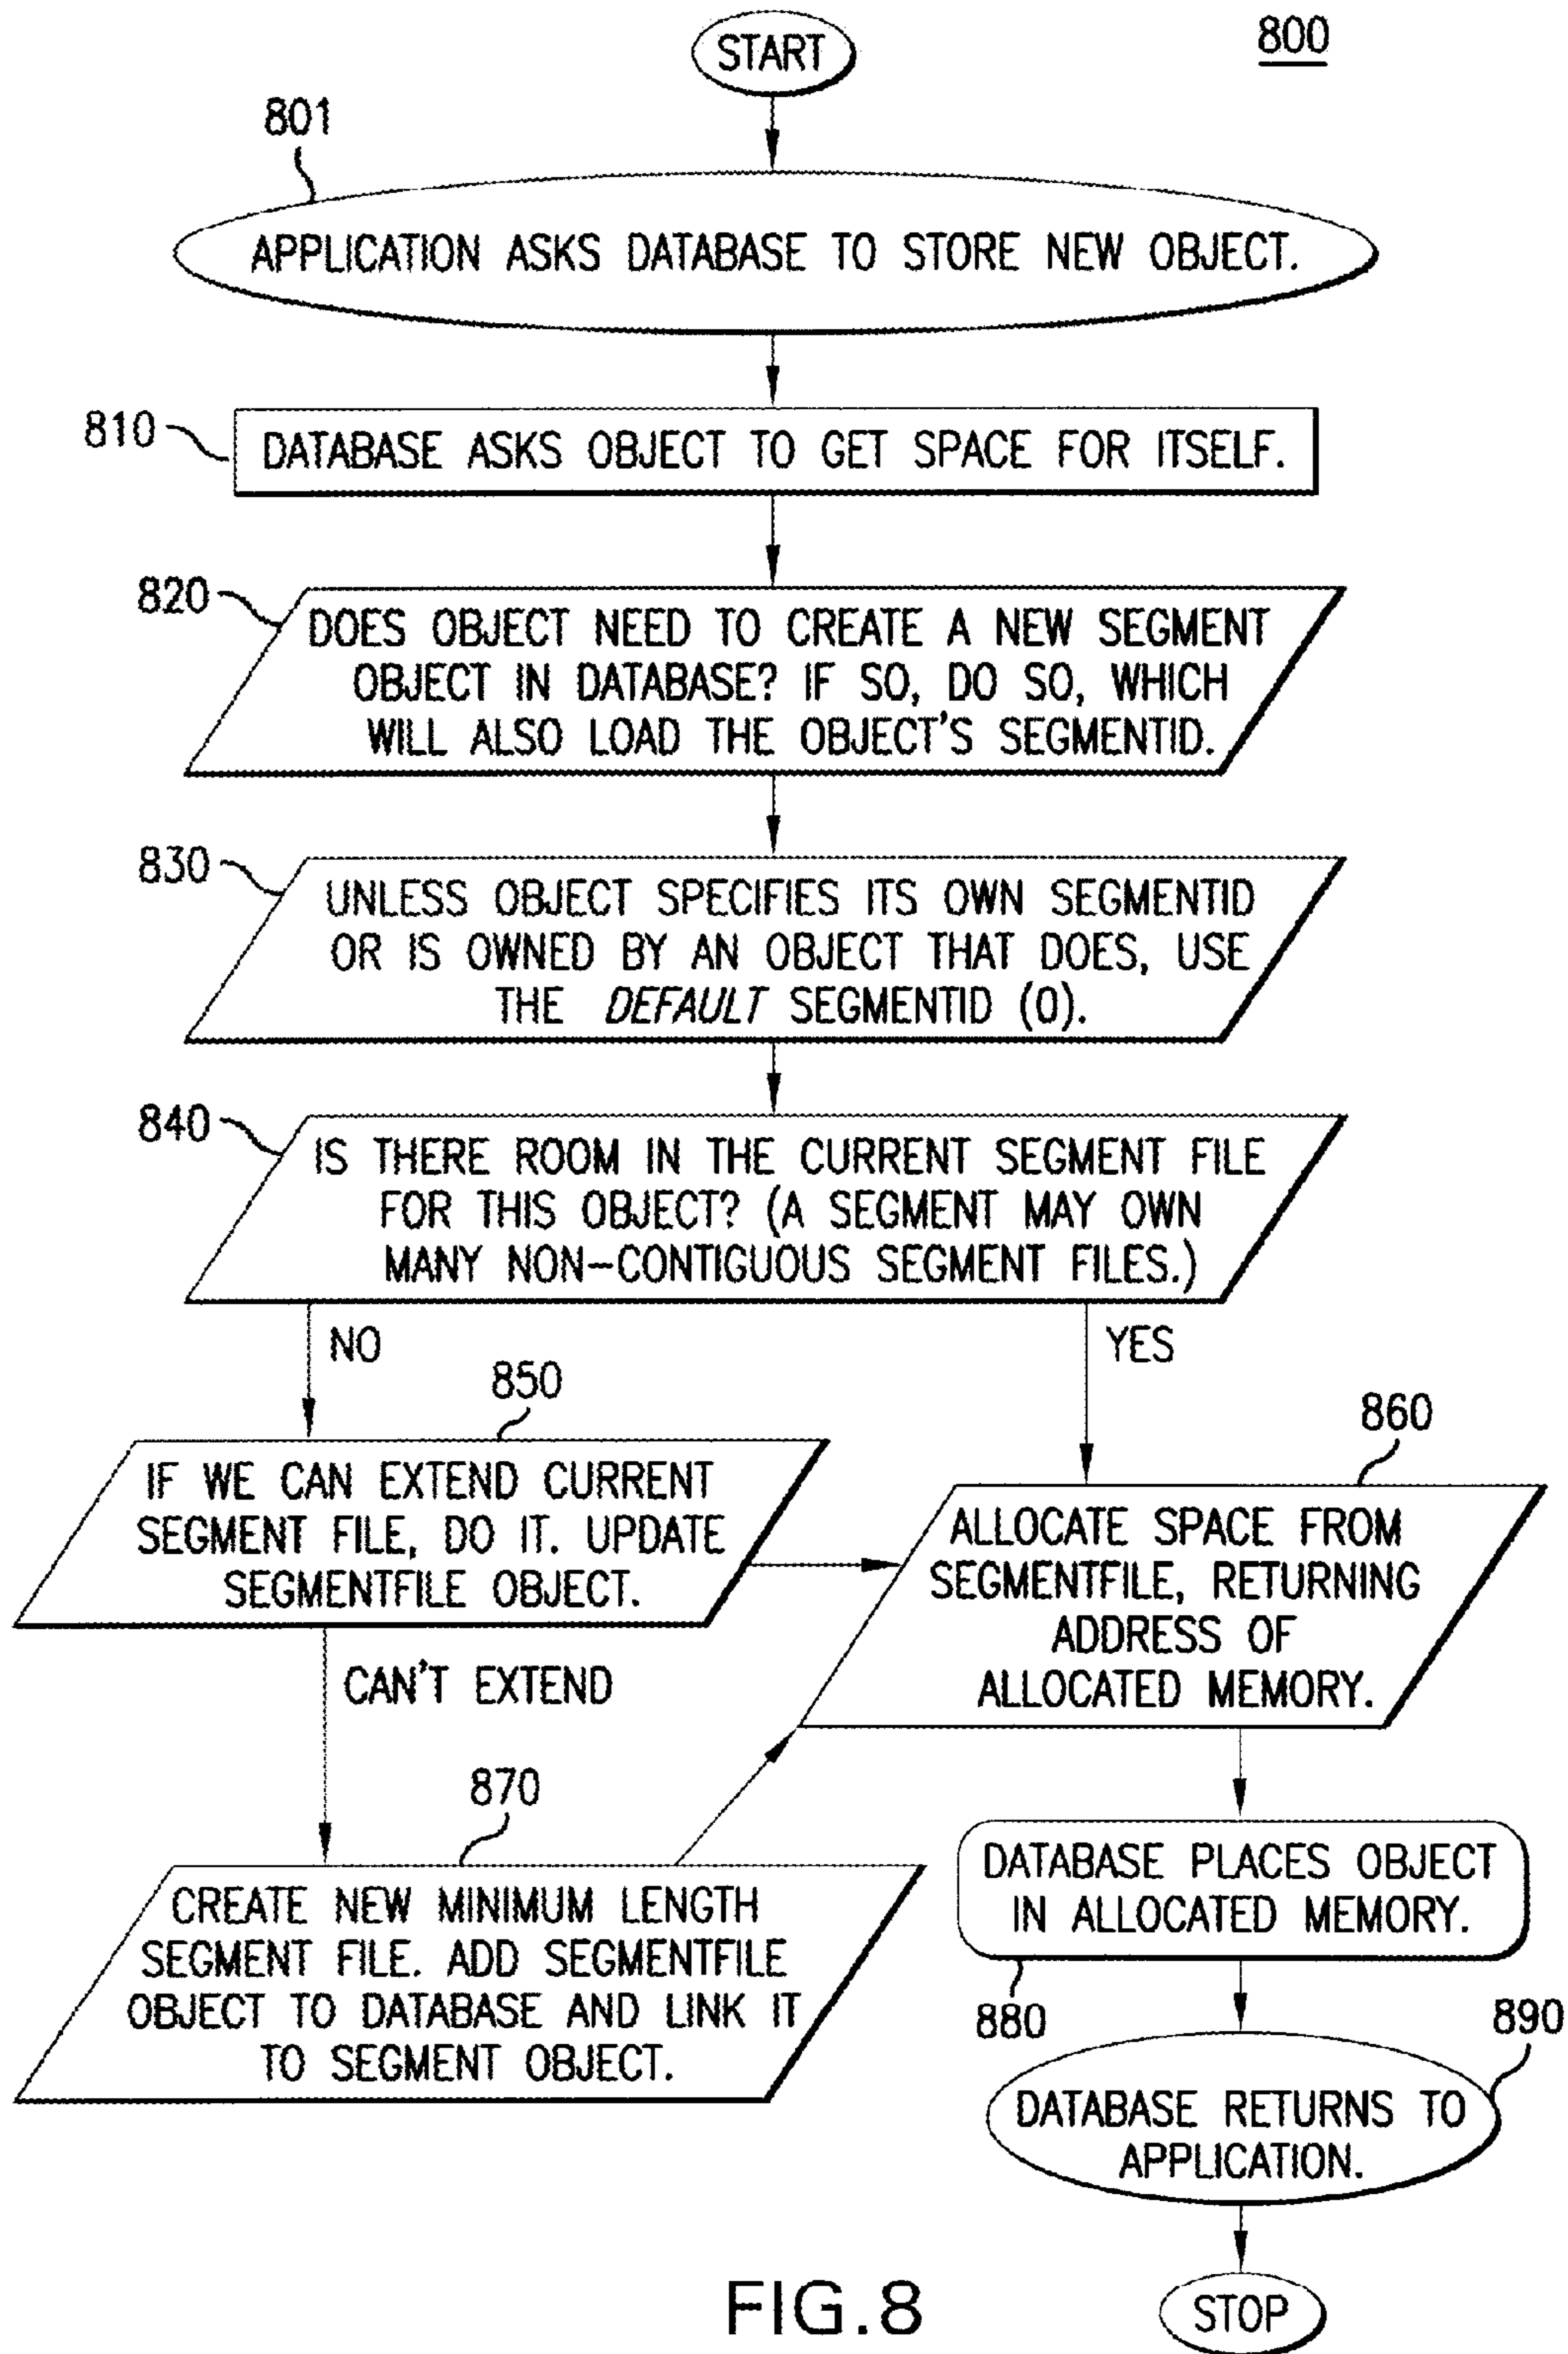 START
800
801
APPLICATION ASKS DATABASE TO STORE NEW OBJECT.
810
DATABASE ASKS OBJECT TO GET SPACE FOR ITSELF.
820
DOES OBJECT NEED TO CREATE A NEW SEGMENT
OBJECT IN DATABASE? IF SO, DO SO, WHICH
WILL ALSO LOAD THE OBJECT'S SEGMENTID.
830
UNLESS OBJECT SPECIFIES ITS OWN SEGMENTID
OR IS OWNED BY AN OBJECT THAT DOES, USE
THE DEFAULT SEGMENTID (0).
840
IS THERE ROOM IN THE CURRENT SEGMENT FILE
FOR THIS OBJECT? (A SEGMENT MAY OWN
MANY NON-CONTIGUOUS SEGMENT FILES.)
NO
YES
850
IF WE CAN EXTEND CURRENT
SEGMENT FILE, DO IT. UPDATE
SEGMENTFILE OBJECT.
860
ALLOCATE SPACE FROM
SEGMENTFILE, RETURNING
ADDRESS OF
ALLOCATED MEMORY.
CAN'T EXTEND
870
CREATE NEW MINIMUM LENGTH
SEGMENT FILE. ADD SEGMENTFILE
OBJECT TO DATABASE AND LINK IT
TO SEGMENT OBJECT.
DATABASE PLACES OBJECT
IN ALLOCATED MEMORY.
880
890
DATABASE RETURNS TO
APPLICATION.
STOP
FIG.8